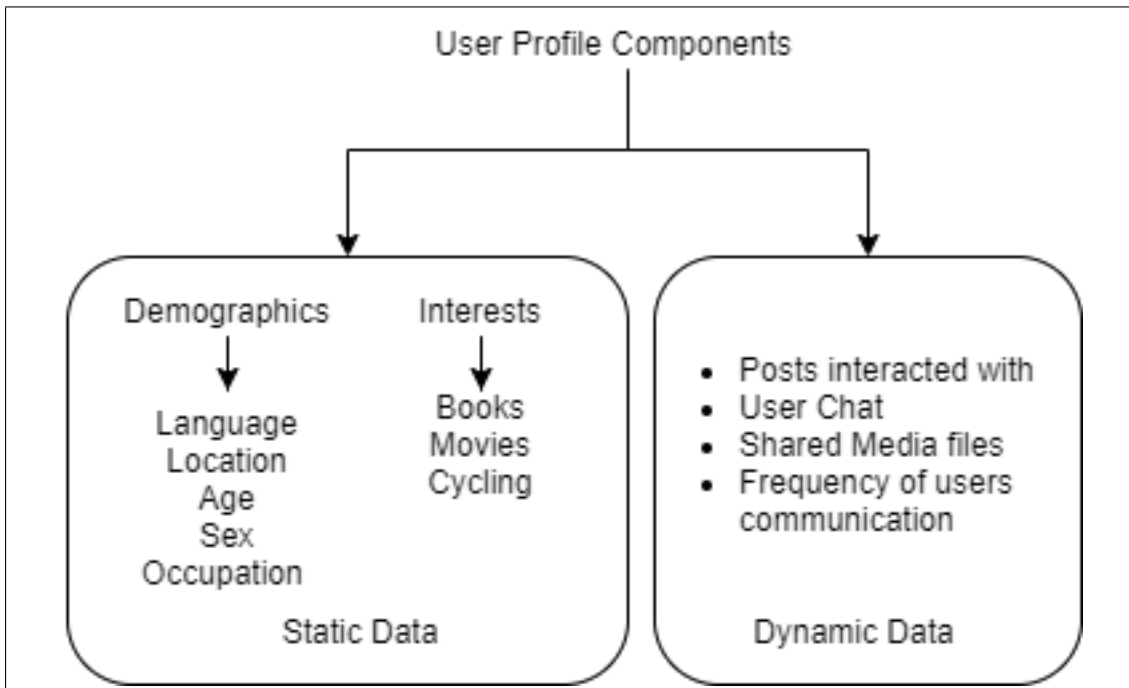 User Profile Components
Demographics
Language
Location
Age
Sex
Occupation
Interests
Books
Movies
Cycling
Static Data
• Posts interacted with
• User Chat
• Shared Media files
• Frequency of users
communication
Dynamic Data